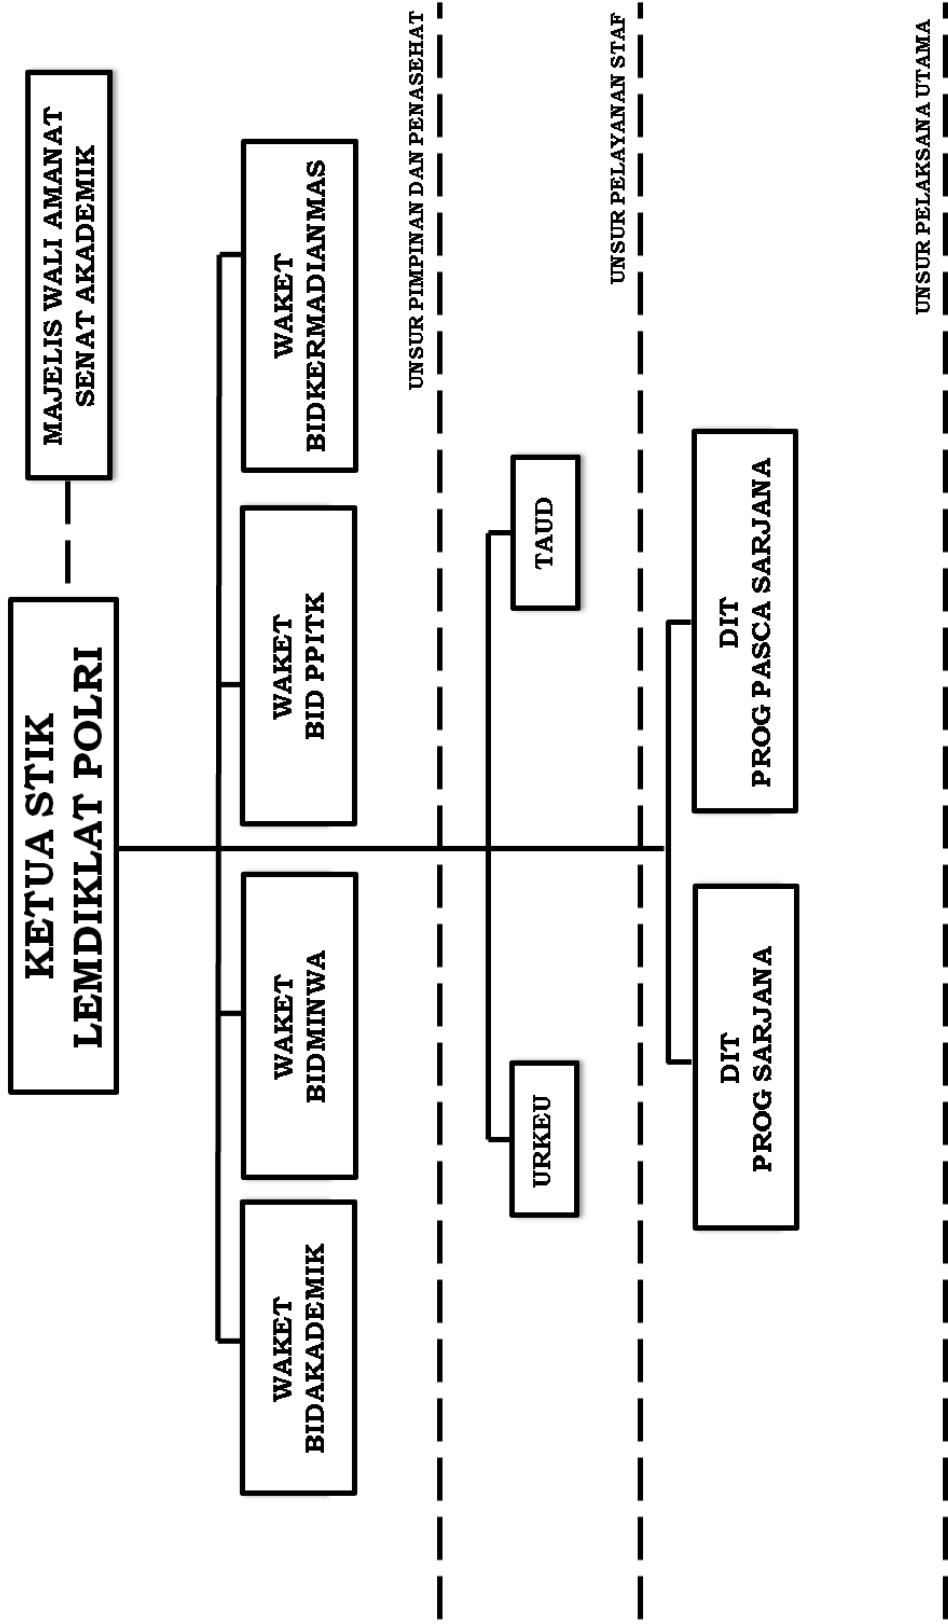 KETUA STIK
LEMDIKLAT POLRI
MAJELIS WALI AMANAT
SENAT AKADEMIK
WAKET
BIDAKADEMIK
WAKET
BIDMINWA
WAKET
BID PPITK
WAKET
BIDKERMADIANMAS
UNSUR PIMPINAN DAN PENASEHAT
URKEU
TAUD
UNSUR PELAYANAN STAF
DIT
PROG SARJANA
DIT
PROG PASCA SARJANA
UNSUR PELAKSANA UTAMA